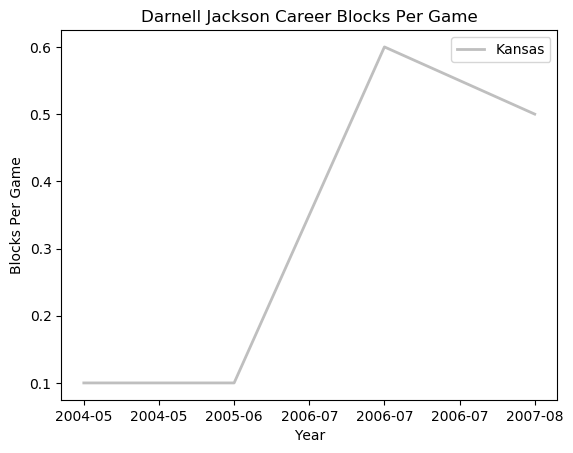 Darnell Jackson Career Blocks Per Game
Kansas
0.6
0.5
0.4
0.3
0.2
0.1
Blocks Per Game
2004-05 2004-05 2005-06 2006-07 2006-07 2006-07 2007-08
Year